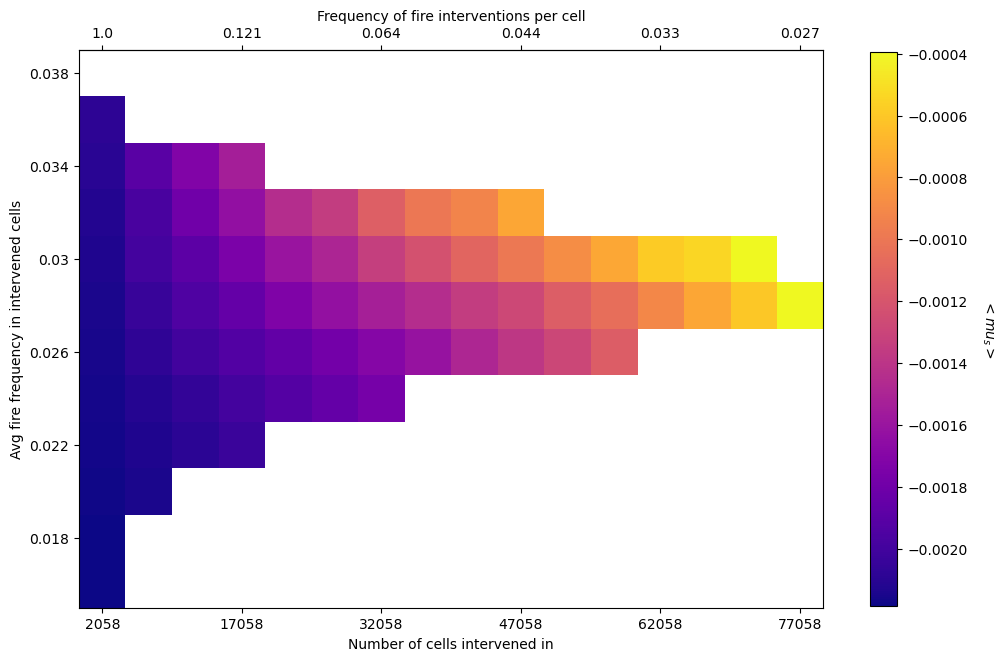 Frequency of fire interventions per cell
1.0 0.121 0.064 0.044 0.033 0.027
0.038
0.034
0.03
0.026
0.022
0.018
Avg fire frequency in intervened cells
2058 17058 32058 47058 62058 77058
Number of cells intervened in
−0.0004
−0.0006
−0.0008
−0.0010
−0.0012
−0.0014
−0.0016
−0.0018
−0.0020
< mu_s >